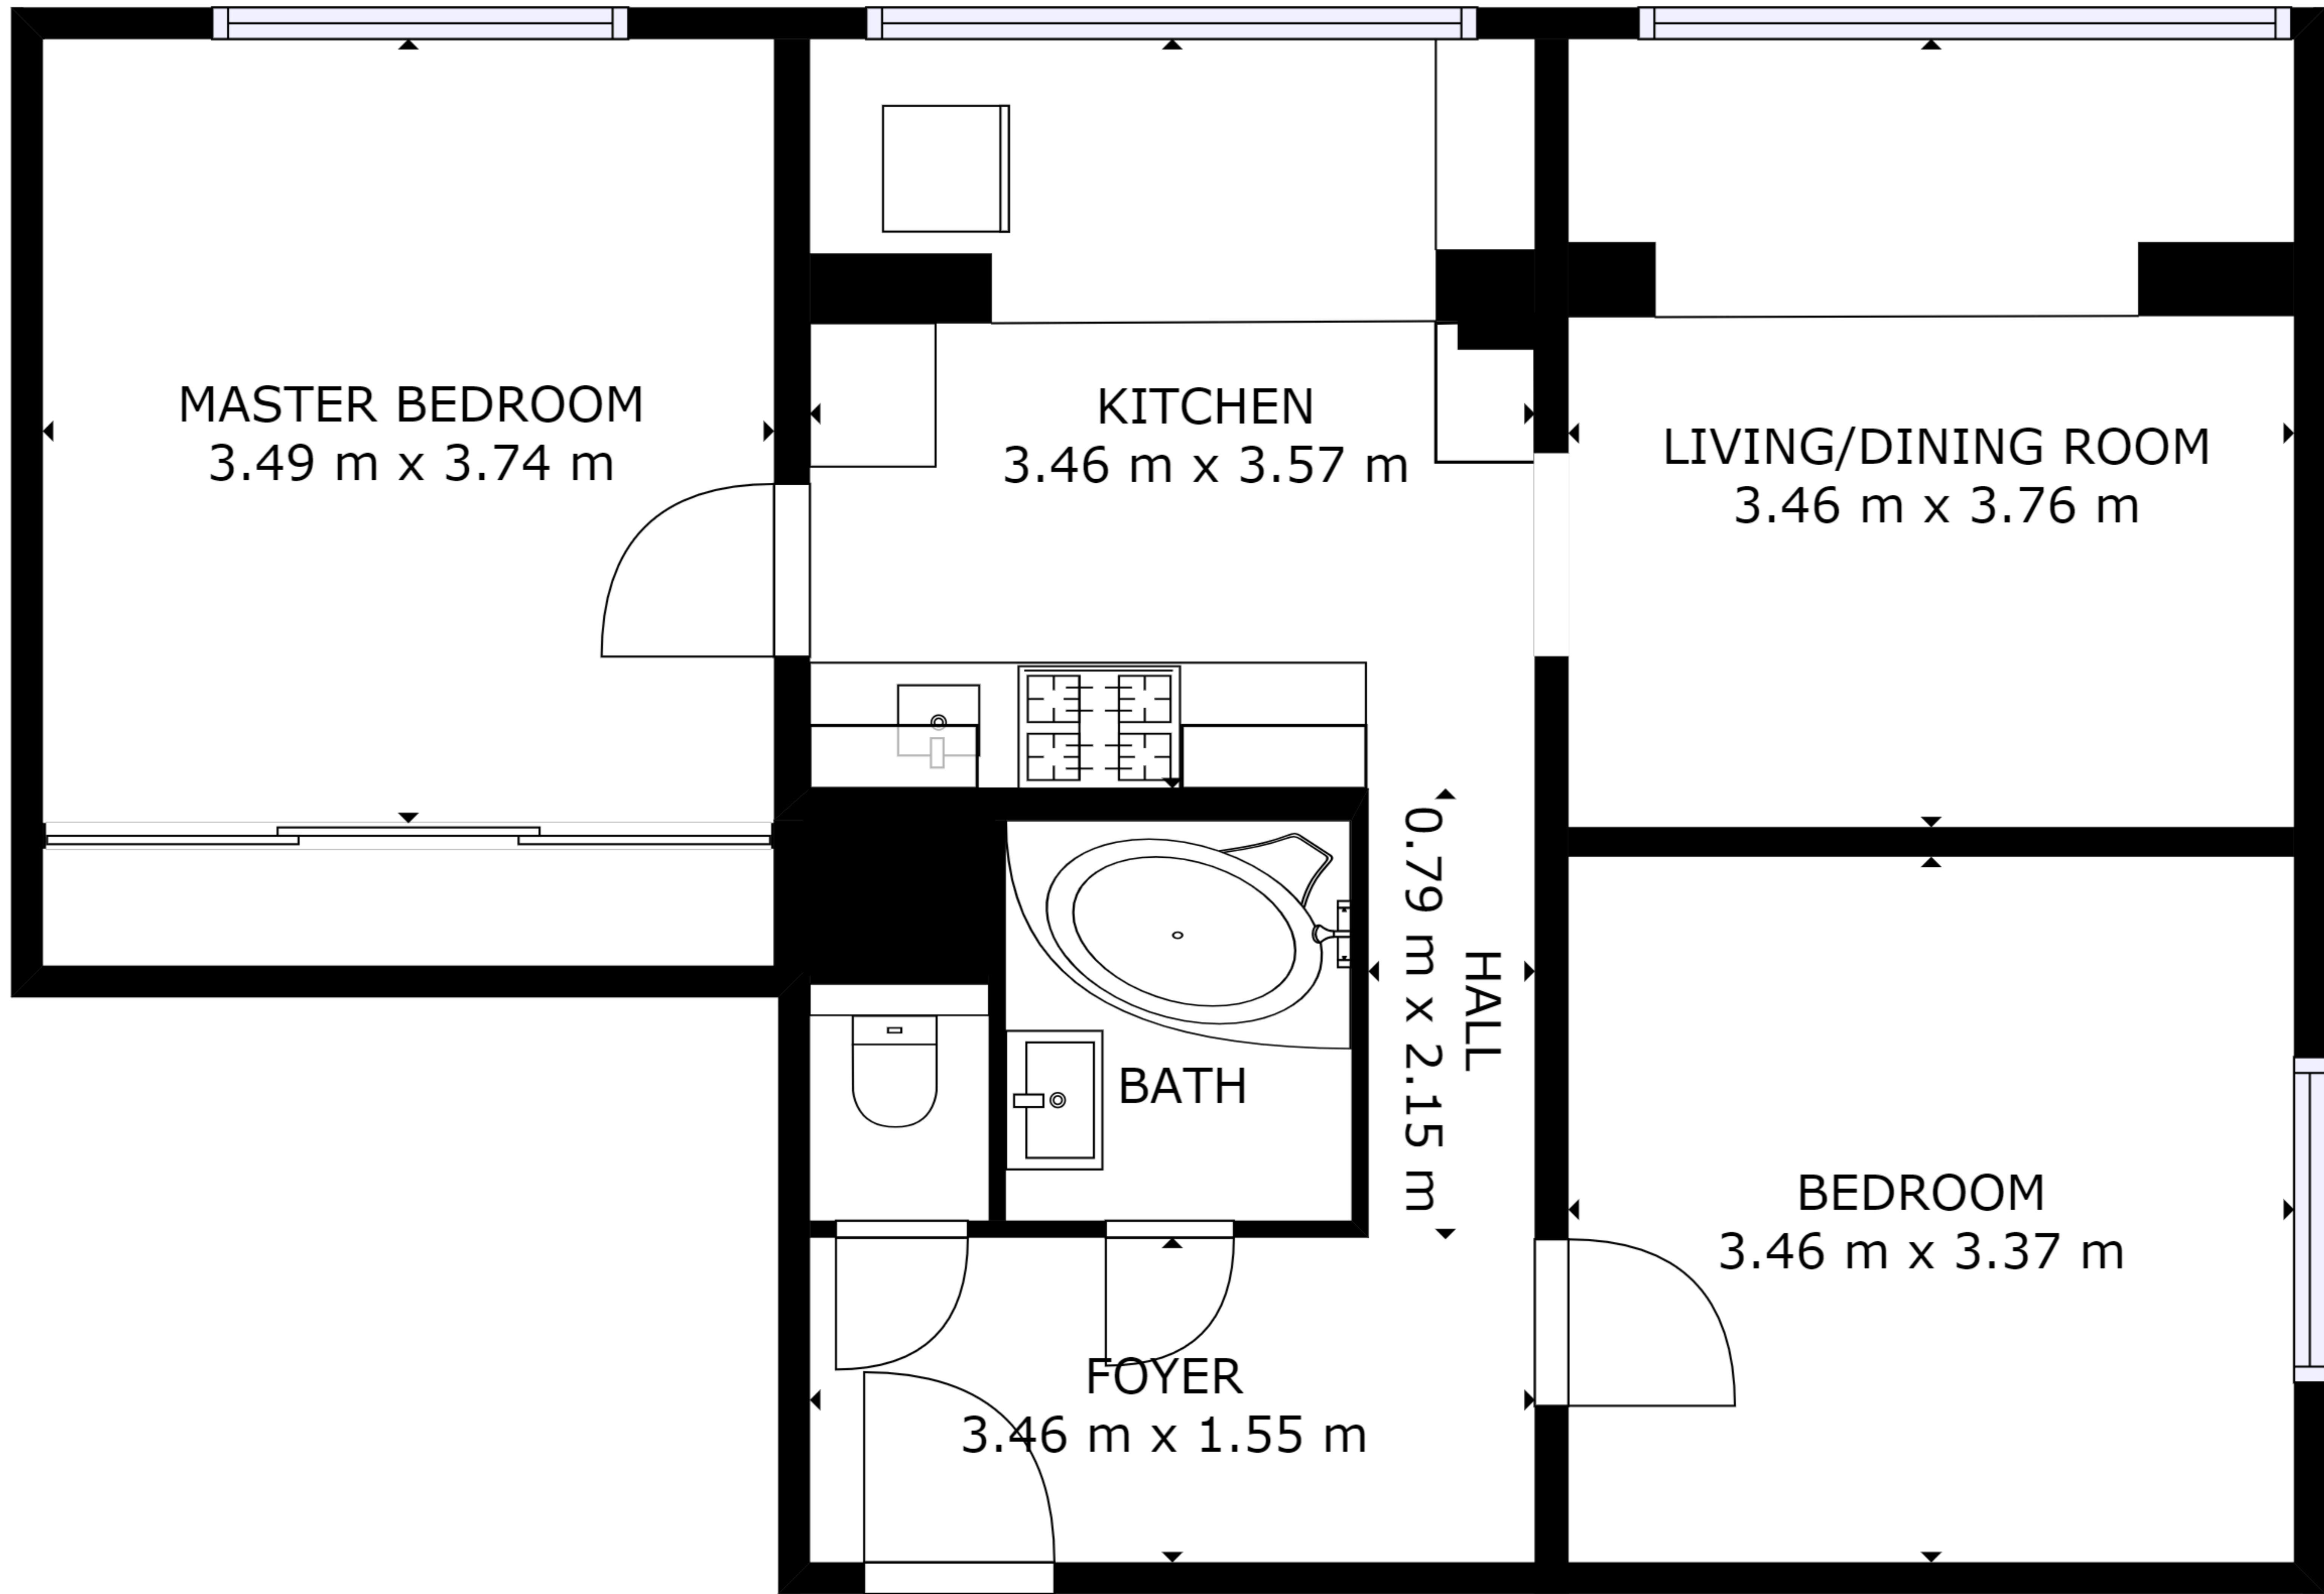 MASTER BEDROOM
3.49 m x 3.74 m
KITCHEN
3.46 m x 3.57 m
LIVING/DINING ROOM
3.46 m x 3.76 m
HALL
0.79 m x 2.15 m
BATH
BEDROOM
3.46 m x 3.37 m
FOYER
3.46 m x 1.55 m